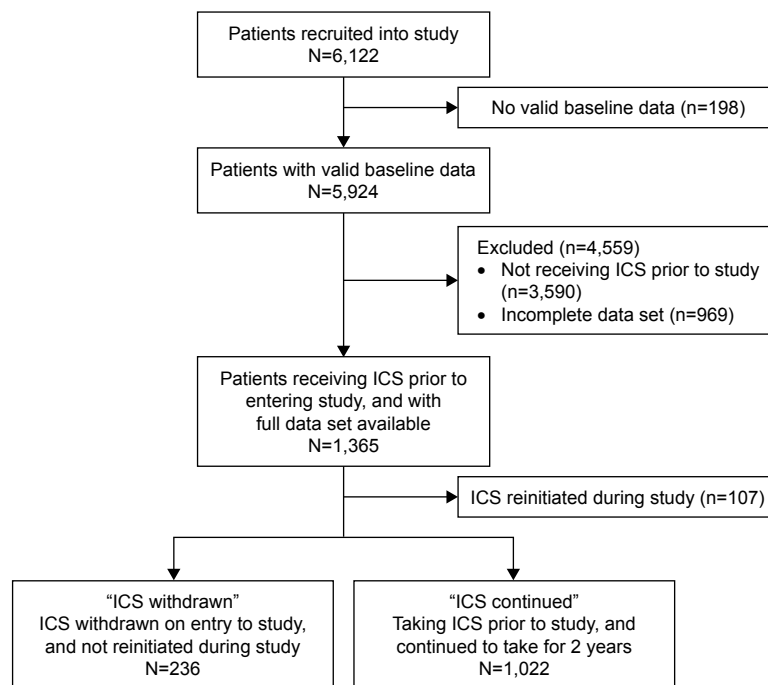 Patients recruited into study
N=6,122
No valid baseline data (n=198)
Patients with valid baseline data
N=5,924
Excluded (n=4,559)
• Not receiving ICS prior to study
(n=3,590)
• Incomplete data set (n=969)
Patients receiving ICS prior to
entering study, and with
full data set available
N=1,365
ICS reinitiated during study (n=107)
“ICS withdrawn”
ICS withdrawn on entry to study,
and not reinitiated during study
N=236
“ICS continued”
Taking ICS prior to study, and
continued to take for 2 years
N=1,022